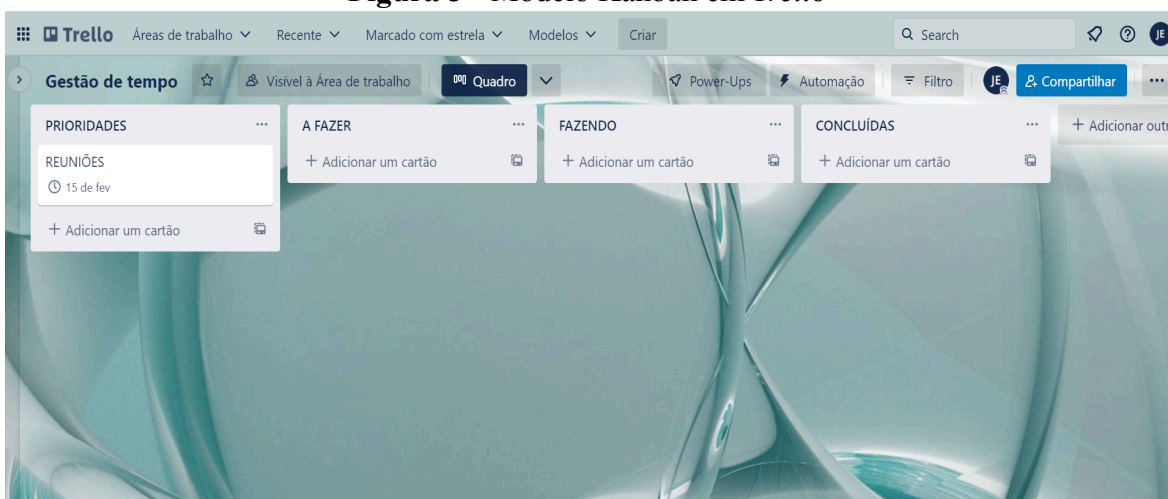 Trello Áreas de trabalho Recente Marcado com estrela Modelos Criar Search JE
Gestão de tempo Visível à Área de trabalho Quadro Power-Ups Automação Filtro JE Compartilhar
PRIORIDADES
REUNIÕES
15 de fev
+ Adicionar um cartão
A FAZER
+ Adicionar um cartão
FAZENDO
+ Adicionar um cartão
CONCLUÍDAS
+ Adicionar um cartão
+ Adicionar